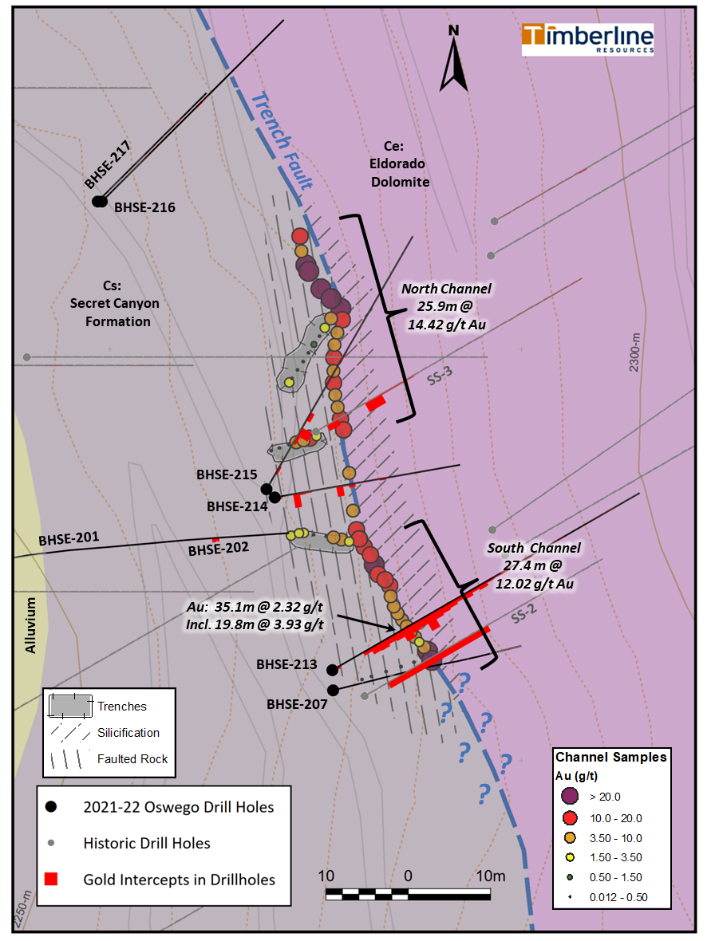 Timberline
RESOURCES
N
Trench Fault
Ce:
Eldorado
Dolomite
BHSE-217
BHSE-216
Cs:
Secret Canyon
Formation
North Channel
25.9m @
14.42 g/t Au
2300-m
SS-3
BHSE-215
BHSE-214
BHSE-201
BHSE-202
South Channel
27.4 m @
12.02 g/t Au
Au: 35.1m @ 2.32 g/t
Incl. 19.8m @ 3.93 g/t
SS-2
Alluvium
BHSE-213
BHSE-207
? ? ? ? ? ?
Trenches
Silicification
Faulted Rock
2021-22 Oswego Drill Holes
Historic Drill Holes
Gold Intercepts in Drillholes
Channel Samples
Au (g/t)
> 20.0
10.0 - 20.0
3.50 - 10.0
1.50 - 3.50
0.50 - 1.50
0.012 - 0.50
10 0 10m
2250-m